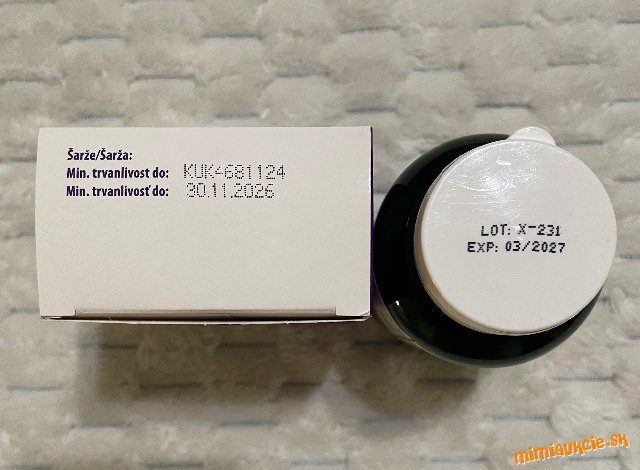 Šarže/Šarža:
Min. trvanlivost do: KUK4681124
Min. trvanlivosť do: 30.11.2026
LOT: X-231
EXP: 03/2027
mimiaukcie.sk